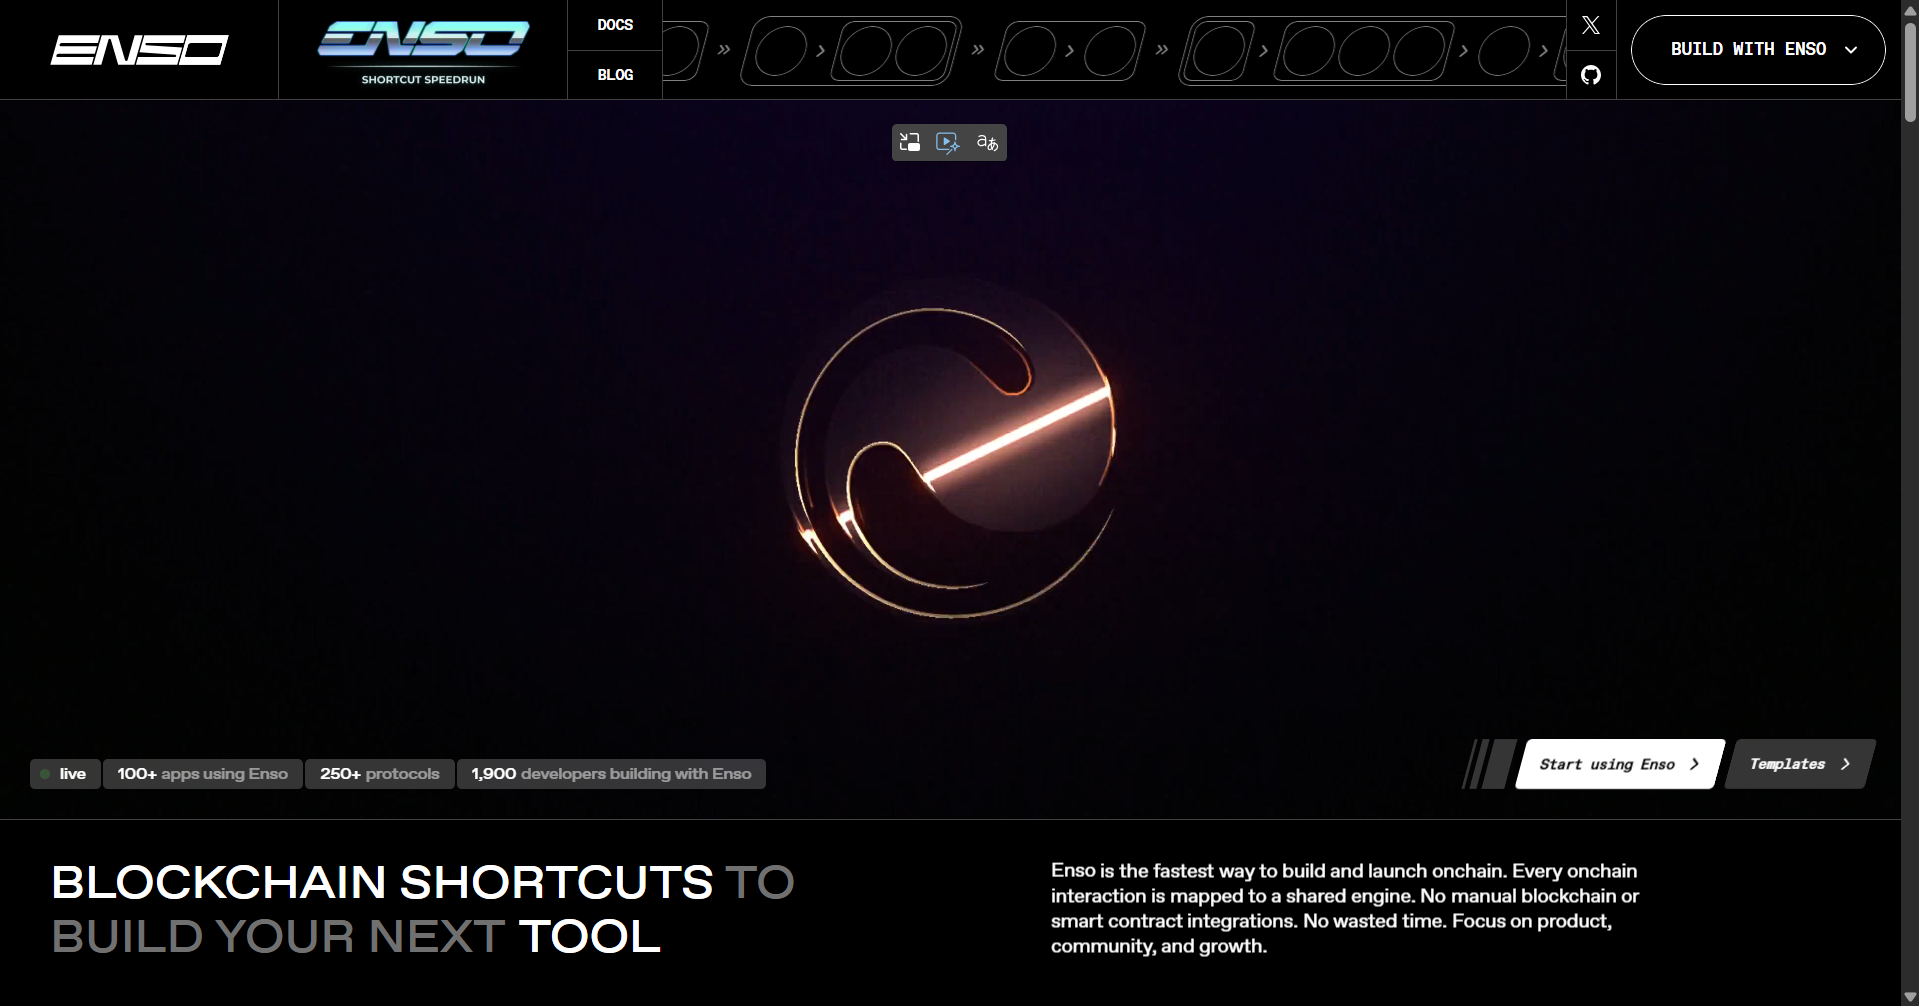 ENSO
ENSO
SHORTCUT SPEEDRUN
DOCS
BLOG
BUILD WITH ENSO
aあ
live
100+ apps using Enso
250+ protocols
1,900 developers building with Enso
Start using Enso
Templates
BLOCKCHAIN SHORTCUTS TO
BUILD YOUR NEXT TOOL
Enso is the fastest way to build and launch onchain. Every onchain
interaction is mapped to a shared engine. No manual blockchain or
smart contract integrations. No wasted time. Focus on product,
community, and growth.